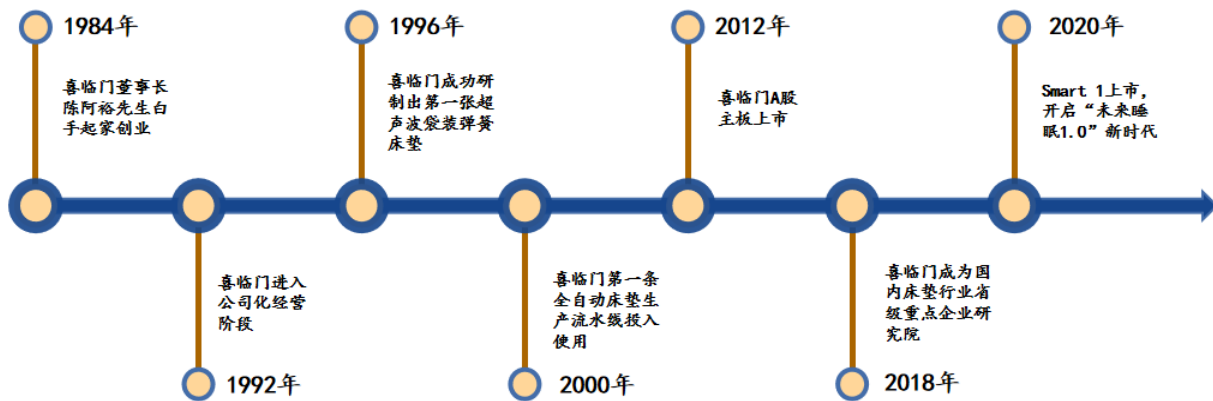 1984年
喜临门董事长
陈阿裕先生白
手起家创业
1992年
喜临门进入
公司化经营
阶段
1996年
喜临门成功研
制出第一张超
声波袋装弹簧
床垫
2000年
喜临门第一条
全自动床垫生
产流水线投入
使用
2012年
喜临门A股
主板上市
2018年
喜临门成为国
内床垫行业省
级重点企业研
究院
2020年
Smart 1上市，
开启“未来睡
眠1.0”新时代